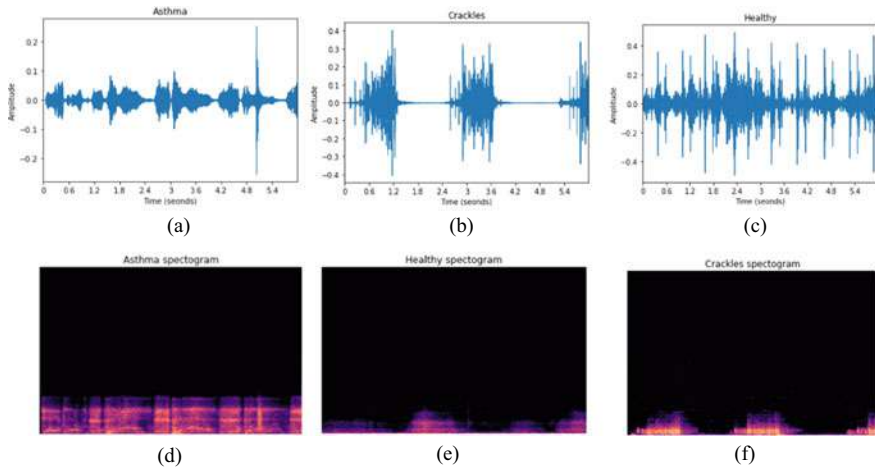 Asthma
Amplitude
0.2
0.1
0.0
−0.1
−0.2
0 0.6 1.2 1.8 2.4 3 3.6 4.2 4.8 5.4
Time (seonds)
(a)
Crackles
Amplitude
0.4
0.3
0.2
0.1
0.0
−0.1
−0.2
−0.3
−0.4
0 0.6 1.2 1.8 2.4 3 3.6 4.2 4.8 5.4
Time (seonds)
(b)
Healthy
Amplitude
0.4
0.2
0.0
−0.2
−0.4
0 0.6 1.2 1.8 2.4 3 3.6 4.2 4.8 5.4
Time (seonds)
(c)
Asthma spectogram
(d)
Healthy spectogram
(e)
Crackles spectogram
(f)